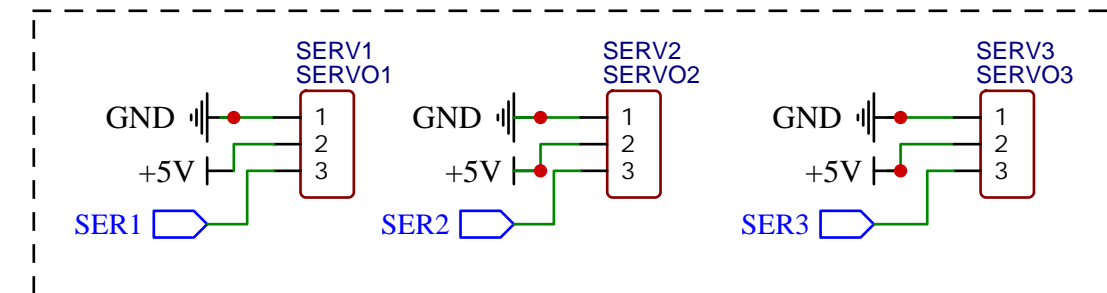 SERV1
SERVO1
GND
1
2
+5V
3
SER1
SERV2
SERVO2
GND
1
2
+5V
3
SER2
SERV3
SERVO3
GND
1
2
+5V
3
SER3